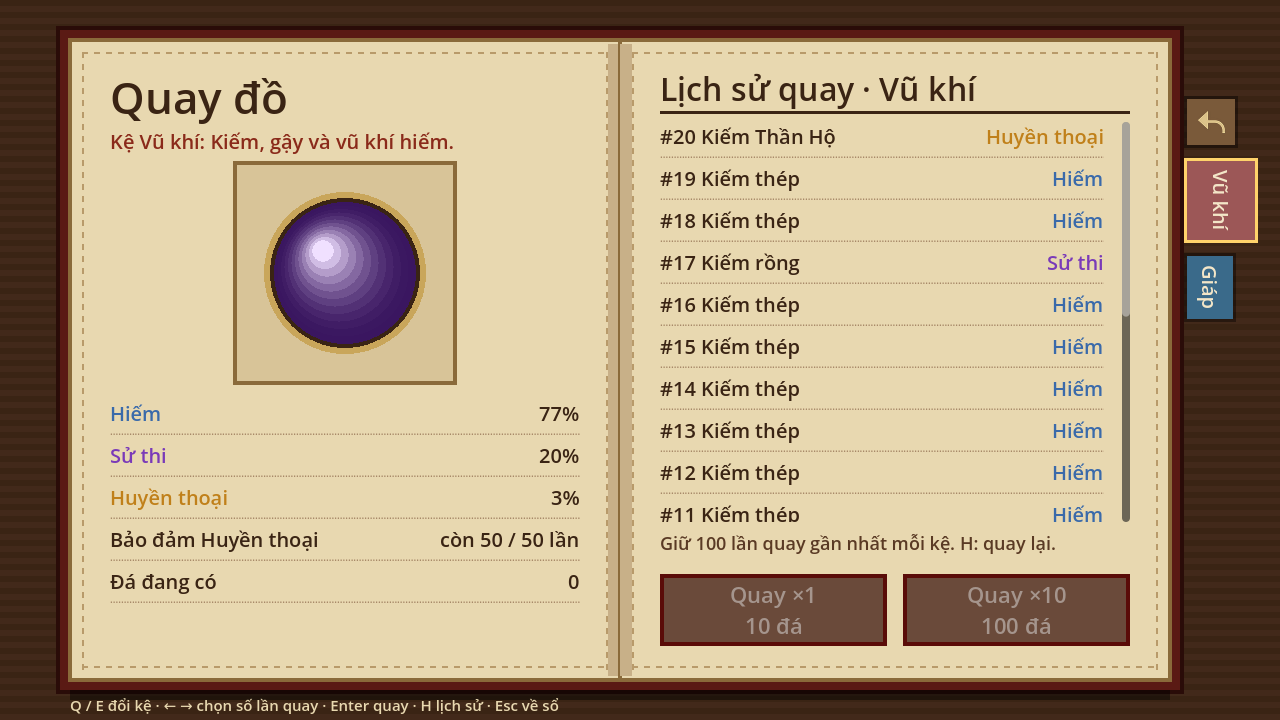 Quay đồ
Kệ Vũ khí: Kiếm, gậy và vũ khí hiếm.
Hiếm 77%
Sử thi 20%
Huyền thoại 3%
Bảo đảm Huyền thoại còn 50 / 50 lần
Đá đang có 0
Lịch sử quay · Vũ khí
#20 Kiếm Thần Hộ Huyền thoại
#19 Kiếm thép Hiếm
#18 Kiếm thép Hiếm
#17 Kiếm rồng Sử thi
#16 Kiếm thép Hiếm
#15 Kiếm thép Hiếm
#14 Kiếm thép Hiếm
#13 Kiếm thép Hiếm
#12 Kiếm thép Hiếm
#11 Kiếm thép Hiếm
Giữ 100 lần quay gần nhất mỗi kệ. H: quay lại.
Quay ×1
10 đá
Quay ×10
100 đá
Vũ khí
Giáp
Q / E đổi kệ · ← → chọn số lần quay · Enter quay · H lịch sử · Esc về sổ